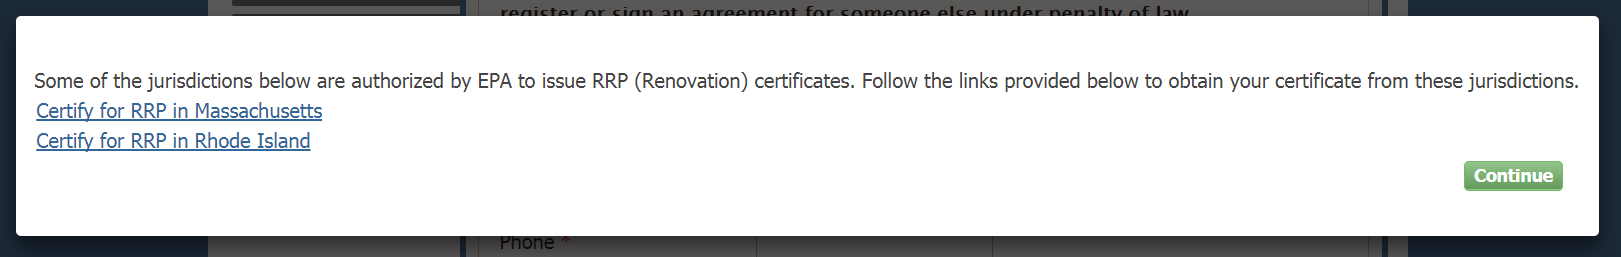 register or sign an agreement for someone else under penalty of law
Some of the jurisdictions below are authorized by EPA to issue RRP (Renovation) certificates. Follow the links provided below to obtain your certificate from these jurisdictions.
Certify for RRP in Massachusetts
Certify for RRP in Rhode Island
Continue
Phone *